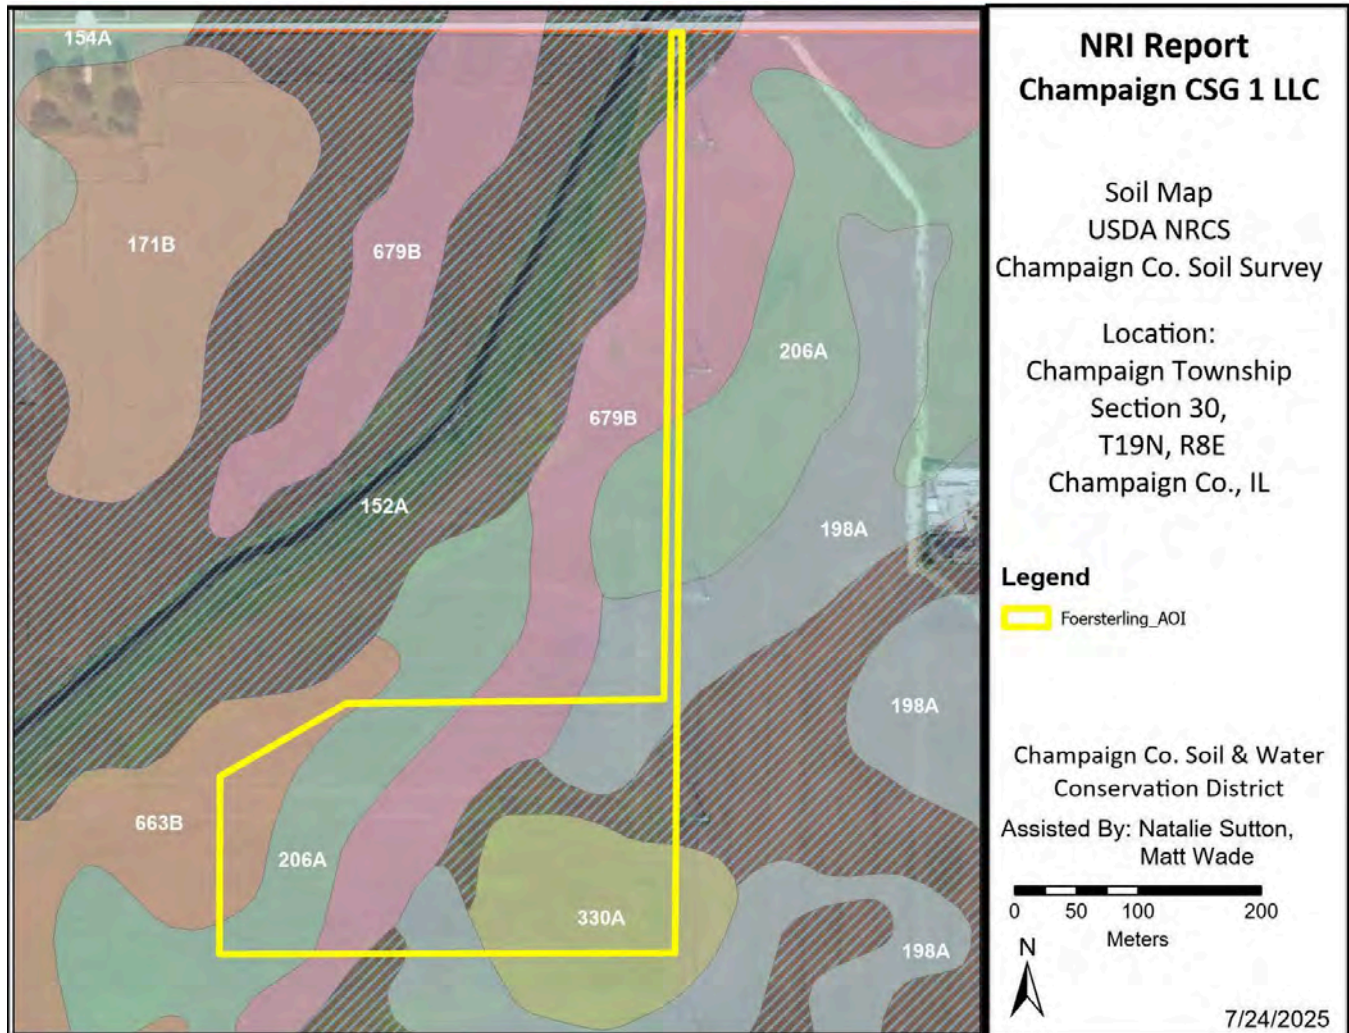 154A
171B
679B
206A
679B
152A
198A
198A
663B
206A
330A
198A
NRI Report
Champaign CSG 1 LLC
Soil Map
USDA NRCS
Champaign Co. Soil Survey
Location:
Champaign Township
Section 30,
T19N, R8E
Champaign Co., IL
Legend
Foersterling_AOI
Champaign Co. Soil & Water
Conservation District
Assisted By: Natalie Sutton,
Matt Wade
0 50 100 200
Meters
N
7/24/2025